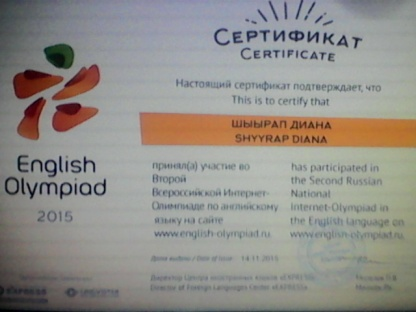 СЕРТИФИКАТ
CERTIFICATE
Настоящий сертификат подтверждает, что
This is to certify that
ШЫЫРАП ДИАНА
SHYYRAP DIANA
English
Olympiad
2015
принял(а) участие во
Второй
Всероссийской Интернет-
Олимпиаде по английскому
языку на сайте
www.english-olympiad.ru
has participated in
the Second Russian
National
Internet-Olympiad in
the English language on
www.english-olympiad.ru
Дата выдачи / Date of issue: 14.11.2015
Директор Центра иностранных языков «EXPRESS»
Director of Foreign Languages Center «EXPRESS»
EXPRESS